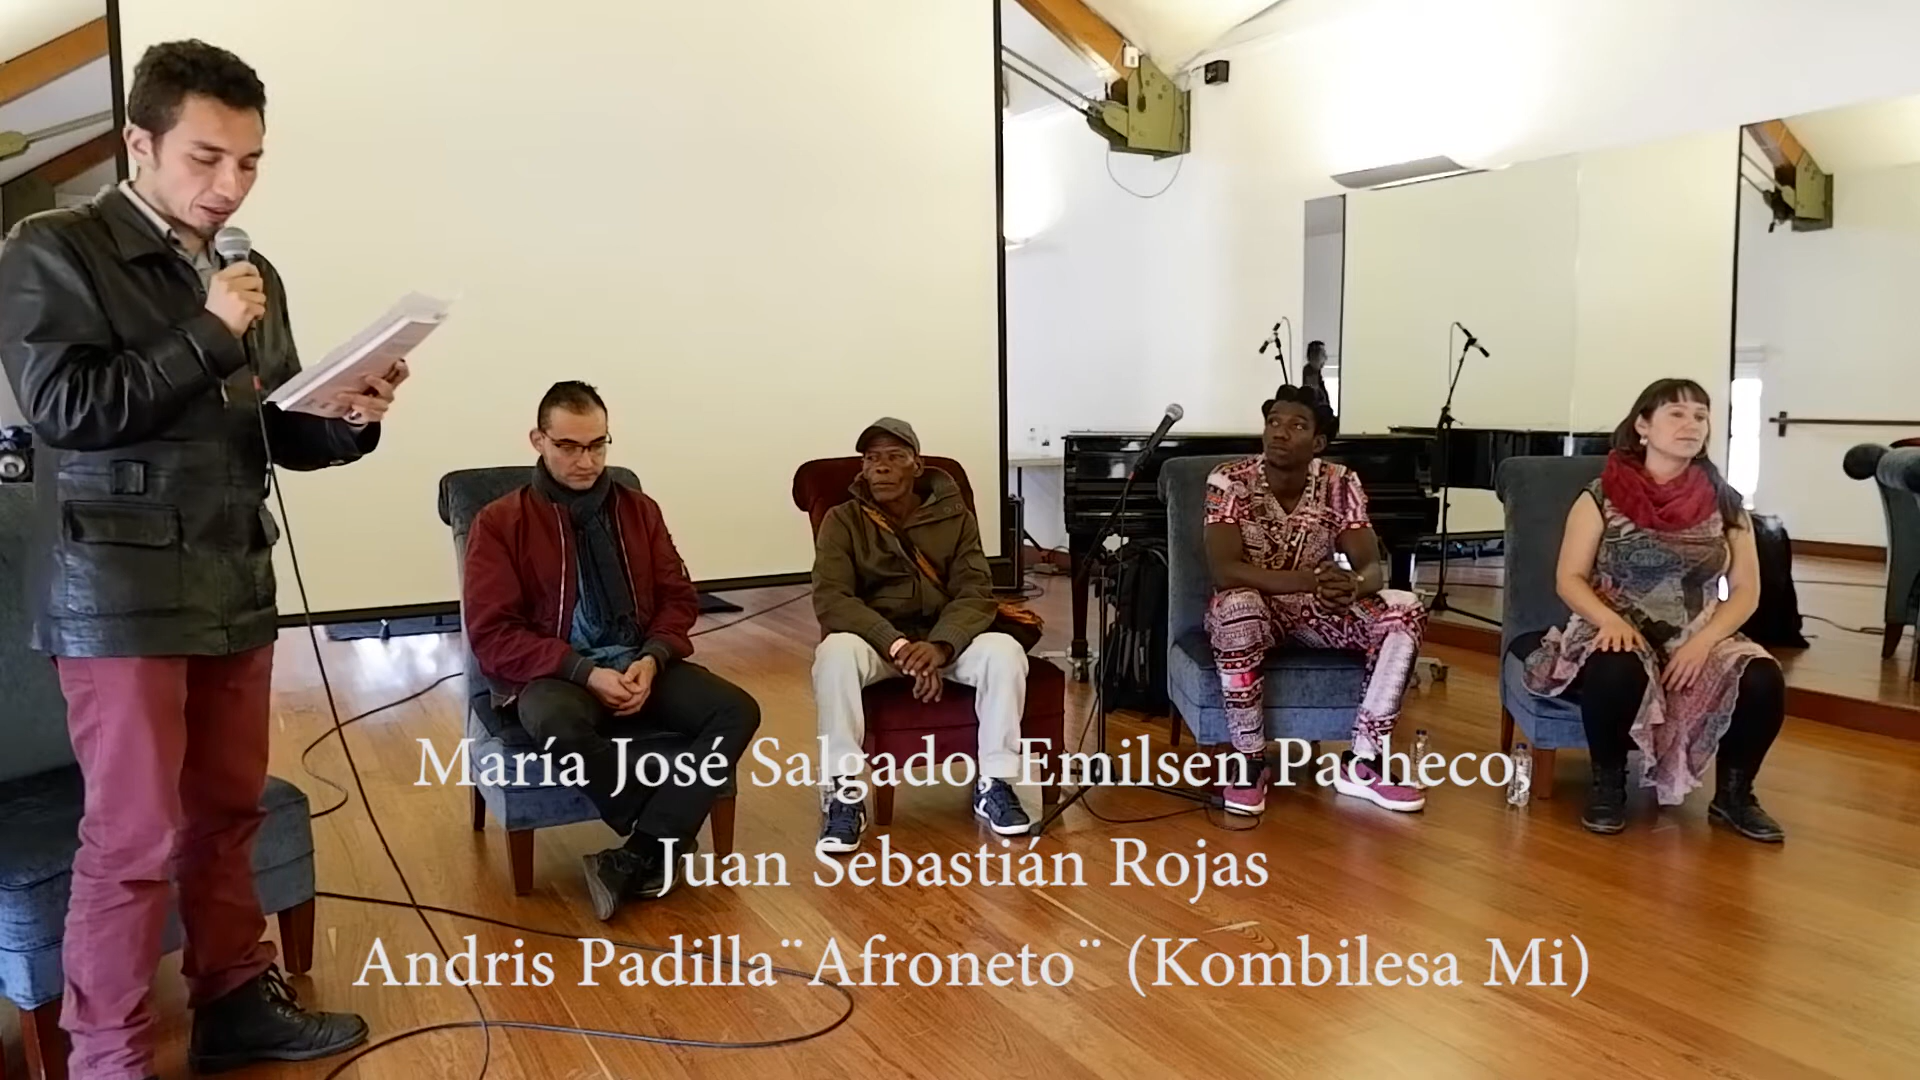 María José Salgado, Emilsen Pacheco,
Juan Sebastián Rojas
Andris Padilla¨Afroneto¨ (Kombilesa Mi)